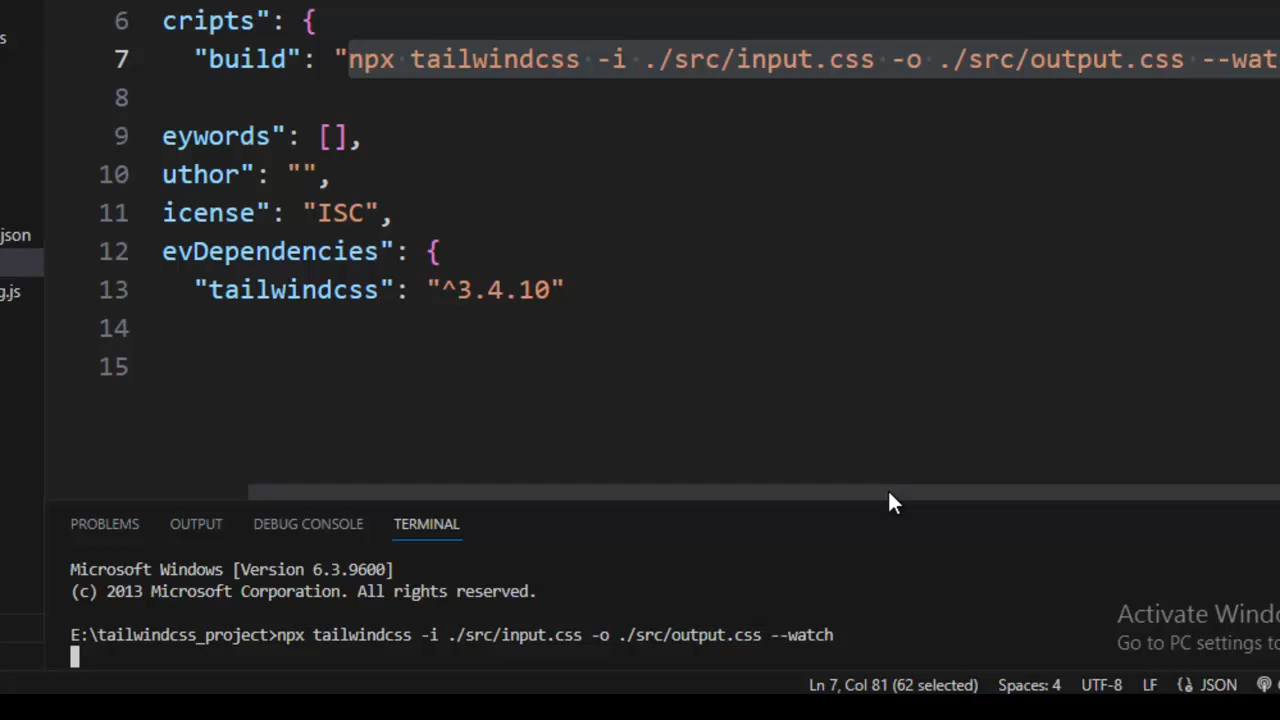 6 cripts": {
s
7 "build": "npx tailwindcss -i ./src/input.css -o ./src/output.css --wat
8
9 eywords": [],
10 uthor": "",
11 icense": "ISC",
json
12 evDependencies": {
g.js
13 "tailwindcss": "^3.4.10"
14
15
PROBLEMS OUTPUT DEBUG CONSOLE TERMINAL
Microsoft Windows [Version 6.3.9600]
(c) 2013 Microsoft Corporation. All rights reserved.
E:\tailwindcss_project>npx tailwindcss -i ./src/input.css -o ./src/output.css --watch
Activate Windo
Go to PC settings to
Ln 7, Col 81 (62 selected) Spaces: 4 UTF-8 LF {} JSON